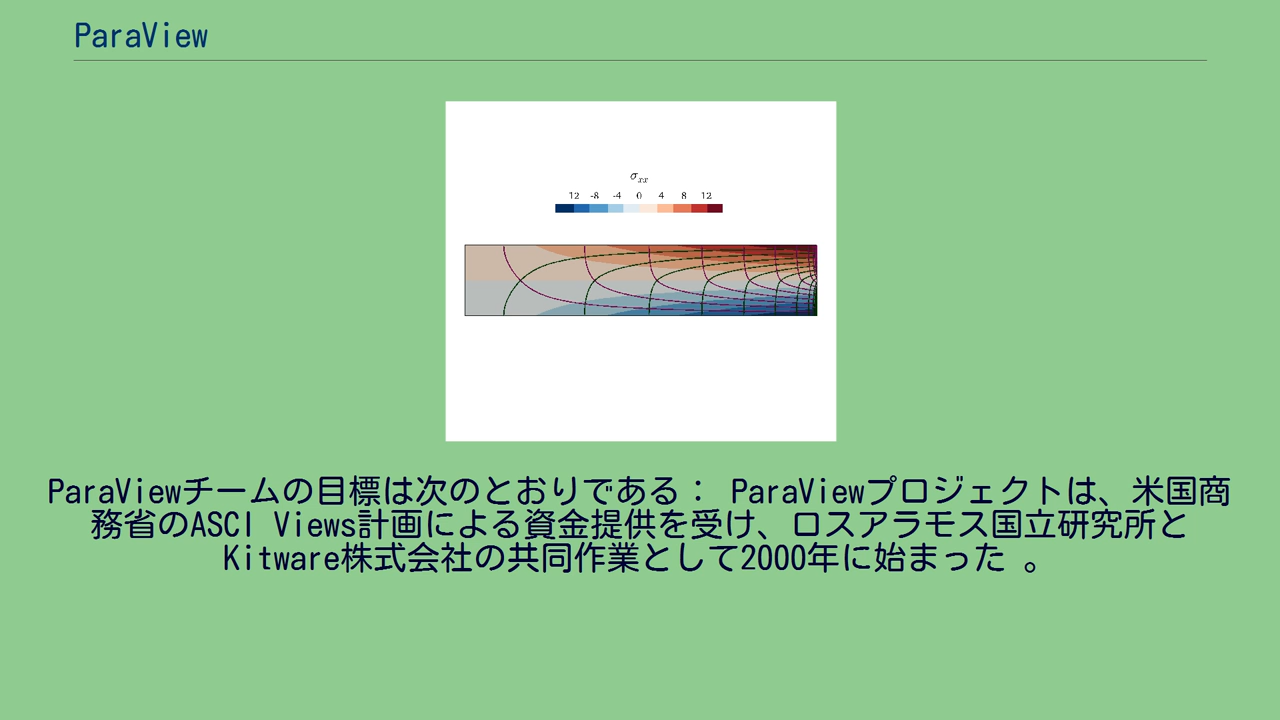 ParaView
σxx
12 -8 -4 0 4 8 12
ParaViewチームの目標は次のとおりである： ParaViewプロジェクトは、米国商
務省のASCI Views計画による資金提供を受け、ロスアラモス国立研究所と
Kitware株式会社の共同作業として2000年に始まった 。